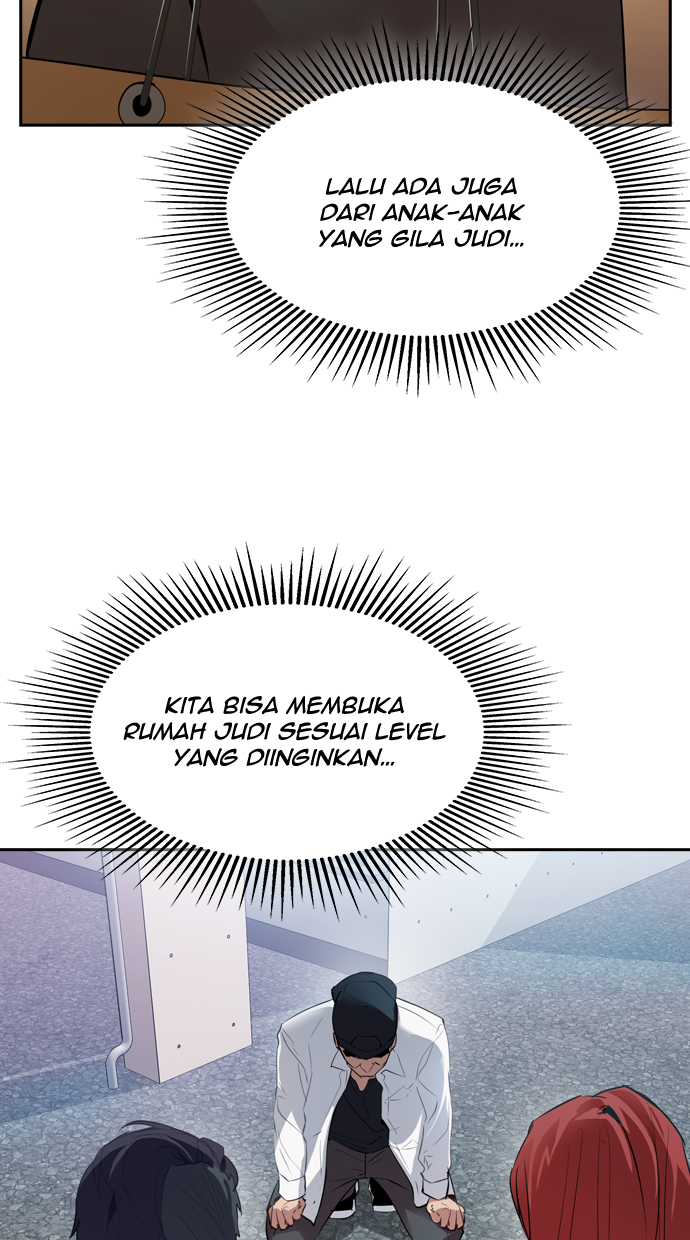 LALU ADA JUGA
DARI ANAK-ANAK
YANG GILA JUDI...
KITA BISA MEMBUKA
RUMAH JUDI SESUAI LEVEL
YANG DIINGINKAN...